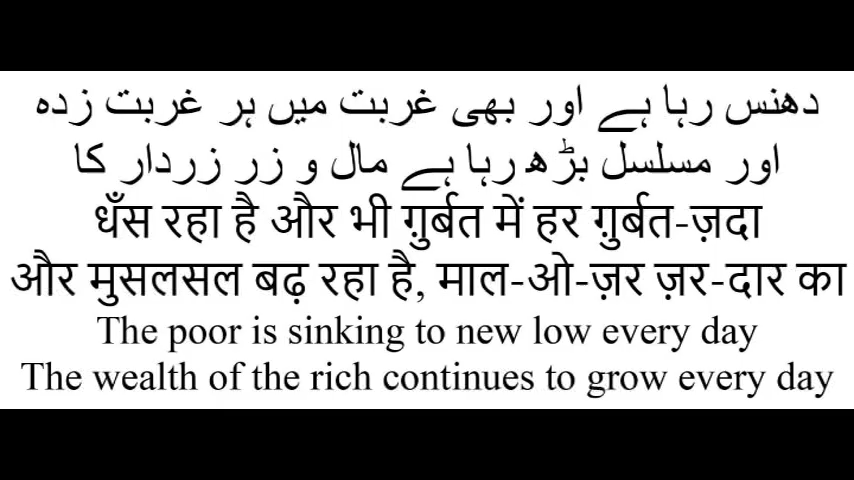 دھنس رہا ہے اور بھی غربت میں ہر غربت زدہ
اور مسلسل بڑھ رہا ہے مال و زر زردار کا
धँस रहा है और भी ग़ुर्बत में हर ग़ुर्बत-ज़दा
और मुसलसल बढ़ रहा है, माल-ओ-ज़र ज़र-दार का
The poor is sinking to new low every day
The wealth of the rich continues to grow every day